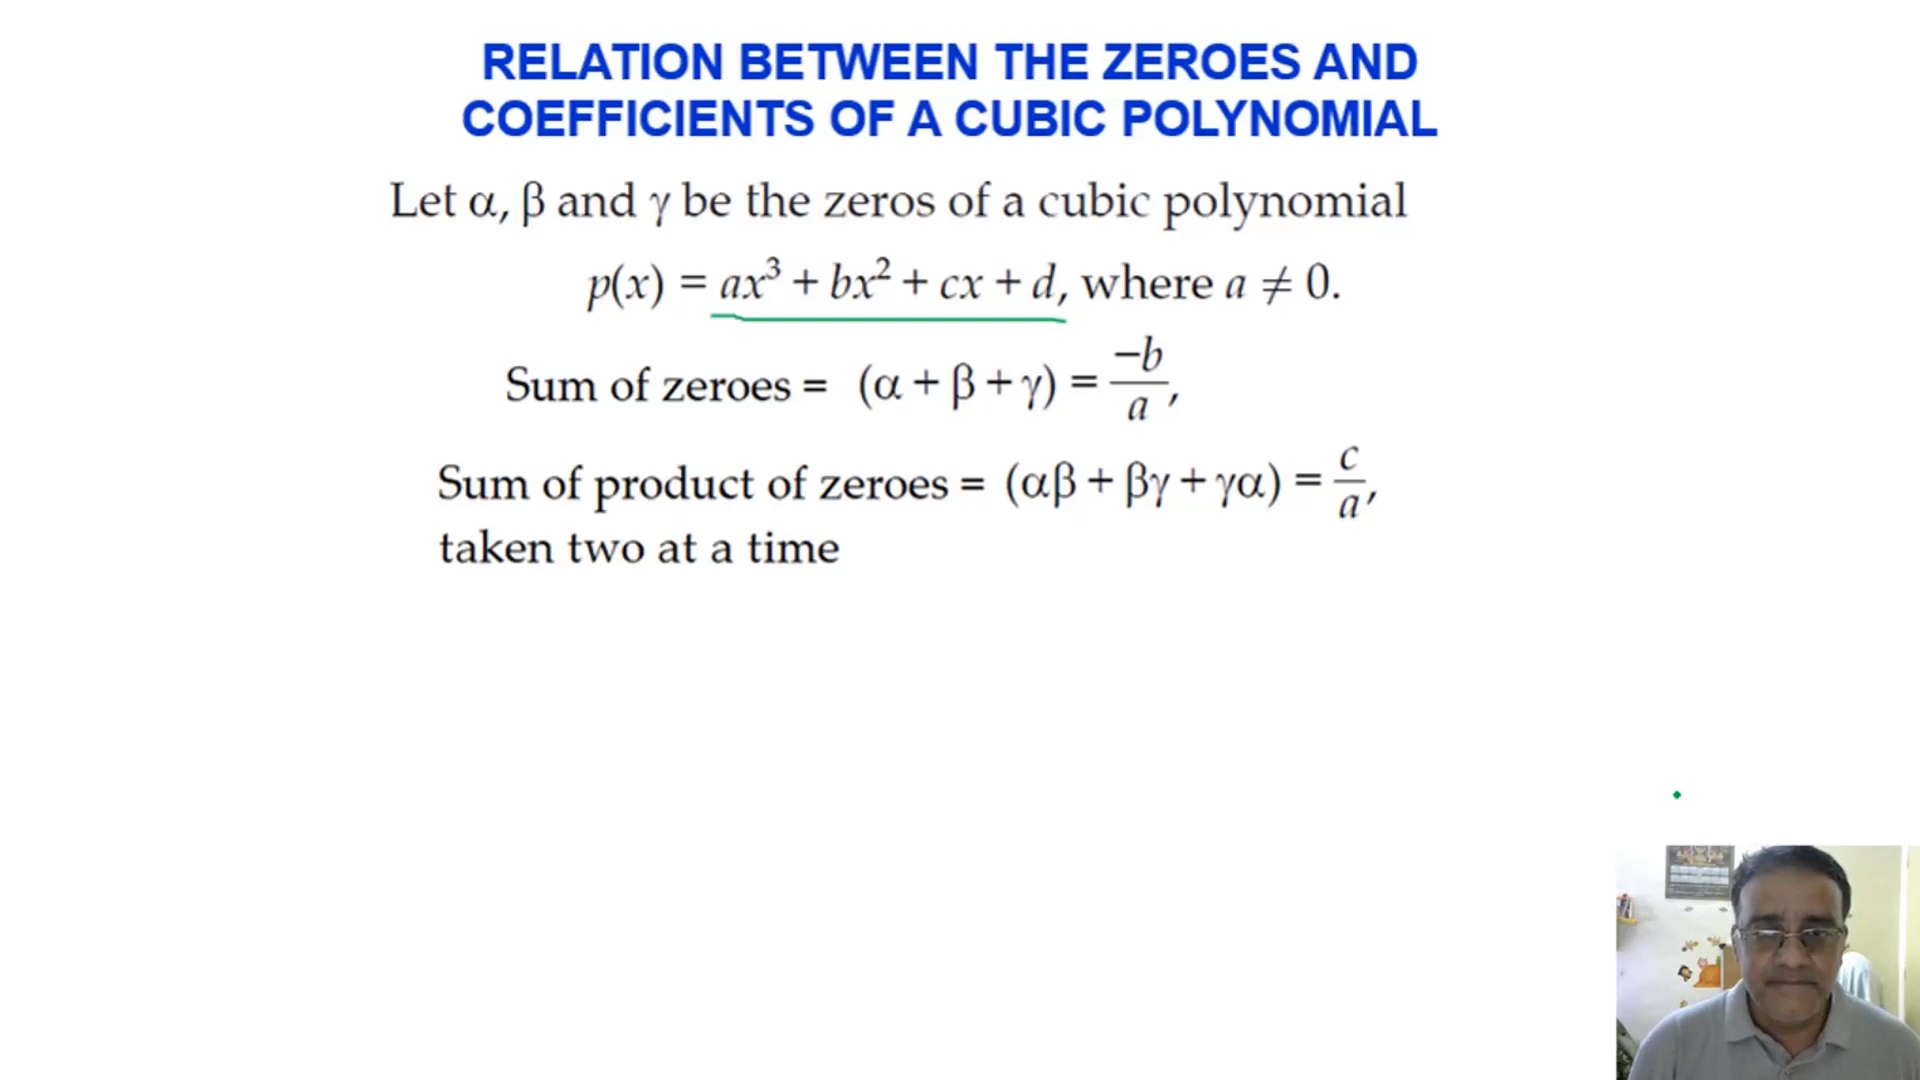 RELATION BETWEEN THE ZEROES AND
COEFFICIENTS OF A CUBIC POLYNOMIAL
Let α, β and γ be the zeros of a cubic polynomial
p(x) = ax³ + bx² + cx + d, where a ≠ 0.
Sum of zeroes = (α + β + γ) = −b/a,
Sum of product of zeroes = (αβ + βγ + γα) = c/a,
taken two at a time